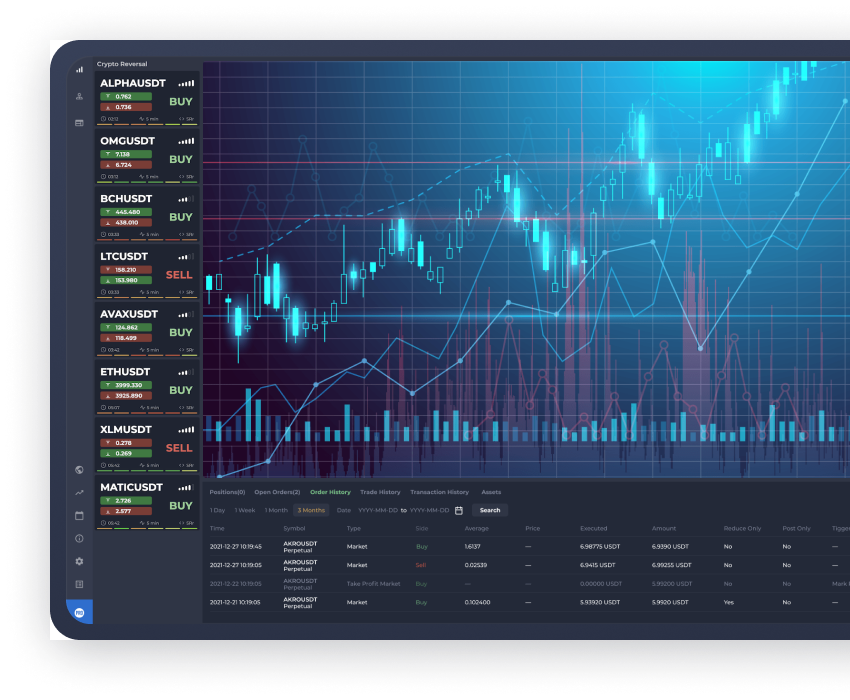 Crypto Reversal
ALPHAUSDT
0.762
0.736
BUY
03:12 5 min SRr
OMGUSDT
7.138
6.724
BUY
03:12 5 min SRr
BCHUSDT
445.480
438.010
BUY
03:33 5 min SRr
LTCUSDT
158.210
153.980
SELL
03:33 5 min SRr
AVAXUSDT
124.862
118.499
BUY
03:42 5 min SRr
ETHUSDT
3999.330
3925.890
BUY
05:07 5 min SRr
XLMUSDT
0.278
0.269
SELL
05:42 5 min SRr
MATICUSDT
2.726
2.577
BUY
05:42 5 min SRr
Positions(0) Open Orders(2) Order History Trade History Transaction History Assets
1 Day 1 Week 1 Month 3 Months Date YYYY-MM-DD to YYYY-MM-DD Search
Time Symbol Type Side Average Price Executed Amount Reduce Only Post Only
2021-12-27 10:19:45 AKROUSDT Perpetual Market Buy 1.6137 — 6.98775 USDT 6.9390 USDT No No —
2021-12-27 10:19:05 AKROUSDT Perpetual Market Sell 0.02539 — 6.9415 USDT 6.99255 USDT No No —
2021-12-22 10:19:05 AKROUSDT Perpetual Take Profit Market Buy — — 0.00000 USDT 5.99200 USDT No No Mark
2021-12-21 10:19:05 AKROUSDT Perpetual Market Buy 0.102400 — 5.93920 USDT 5.9920 USDT Yes No —